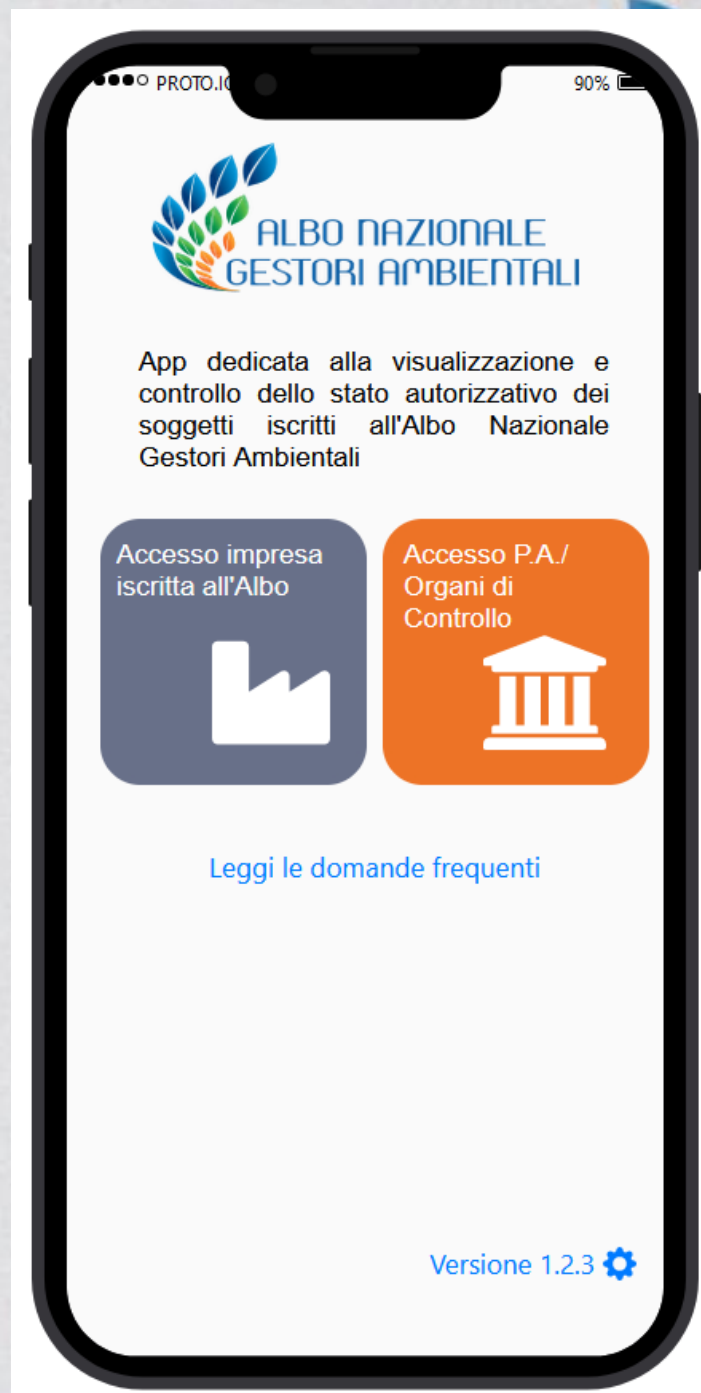 PROTO.IO 90%
ALBO NAZIONALE
GESTORI AMBIENTALI
App dedicata alla visualizzazione e
controllo dello stato autorizzativo dei
soggetti iscritti all'Albo Nazionale
Gestori Ambientali
Accesso impresa
iscritta all'Albo
Accesso P.A./
Organi di
Controllo
Leggi le domande frequenti
Versione 1.2.3